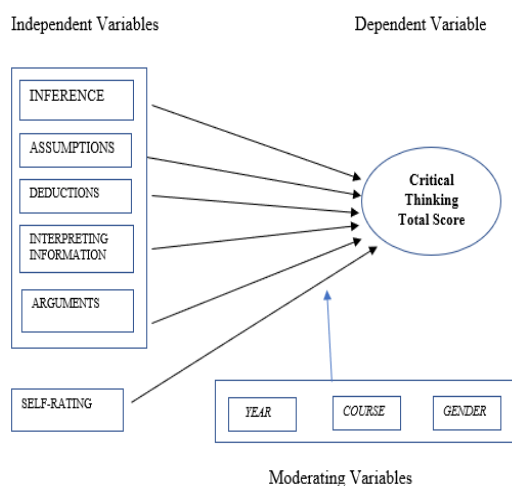 Independent Variables
Dependent Variable
INFERENCE
ASSUMPTIONS
DEDUCTIONS
INTERPRETING
INFORMATION
ARGUMENTS
Critical
Thinking
Total Score
SELF-RATING
YEAR
COURSE
GENDER
Moderating Variables